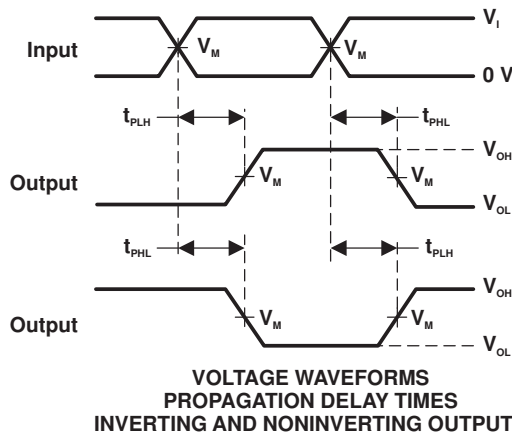 V_I
Input V_M V_M
0 V
t_PLH t_PHL
V_OH
Output V_M V_M
V_OL
t_PHL t_PLH
V_OH
Output V_M V_M
V_OL
VOLTAGE WAVEFORMS
PROPAGATION DELAY TIMES
INVERTING AND NONINVERTING OUTPUT